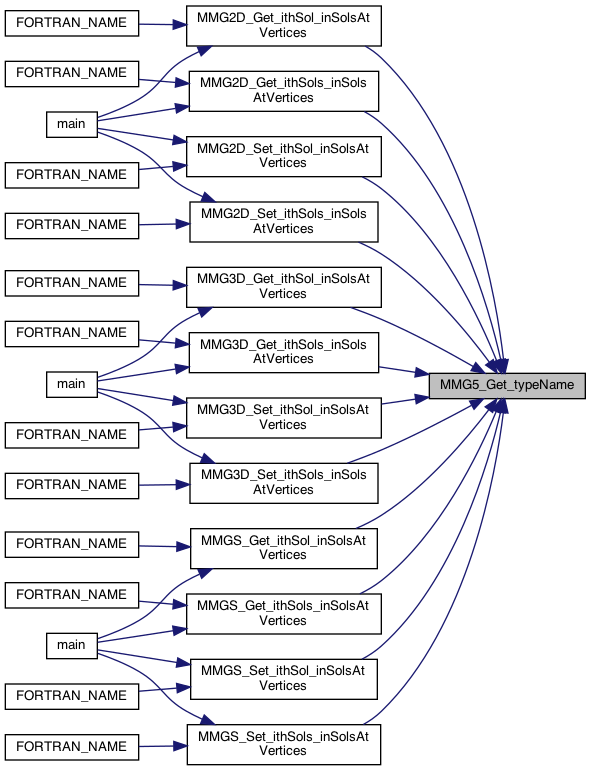 FORTRAN_NAME
MMG2D_Get_ithSol_inSolsAt
Vertices
FORTRAN_NAME
MMG2D_Get_ithSols_inSols
AtVertices
main
MMG2D_Set_ithSol_inSolsAt
Vertices
FORTRAN_NAME
MMG2D_Set_ithSols_inSols
AtVertices
FORTRAN_NAME
MMG3D_Get_ithSol_inSolsAt
Vertices
FORTRAN_NAME
MMG3D_Get_ithSols_inSols
AtVertices
FORTRAN_NAME
main
MMG5_Get_typeName
MMG3D_Set_ithSol_inSolsAt
Vertices
FORTRAN_NAME
MMG3D_Set_ithSols_inSols
AtVertices
FORTRAN_NAME
MMGS_Get_ithSol_inSolsAt
Vertices
FORTRAN_NAME
MMGS_Get_ithSols_inSolsAt
Vertices
FORTRAN_NAME
main
MMGS_Set_ithSol_inSolsAt
Vertices
FORTRAN_NAME
MMGS_Set_ithSols_inSolsAt
Vertices
FORTRAN_NAME